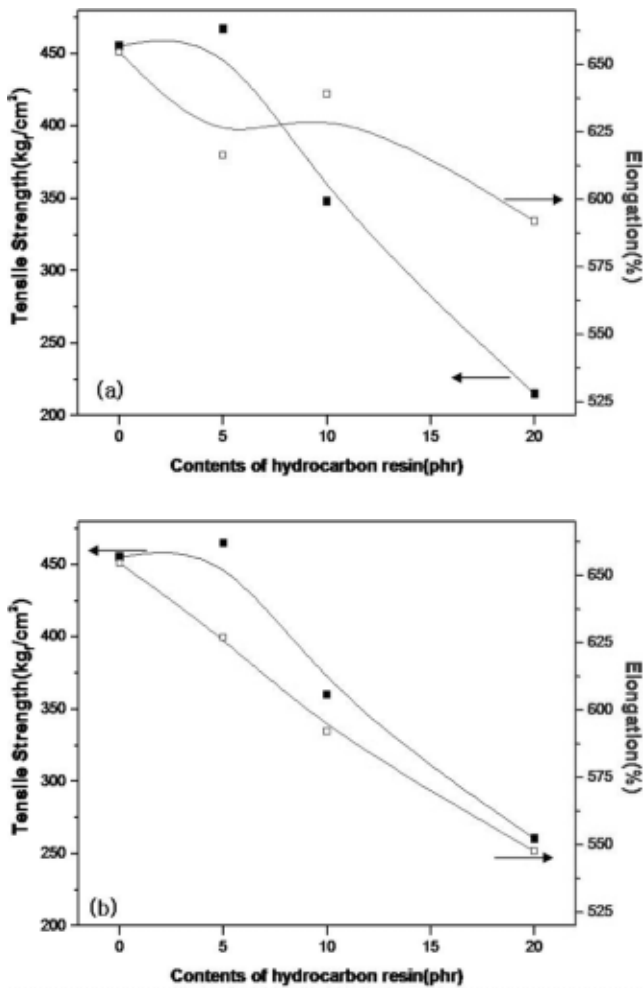 450
400
350
300
250
200
Tensile Strength(kgf/cm²)
650
625
600
575
550
525
Elongation(%)
(a)
0 5 10 15 20
Contents of hydrocarbon resin(phr)
450
400
350
300
250
200
Tensile Strength(kgf/cm²)
650
625
600
575
550
525
Elongation(%)
(b)
0 5 10 15 20
Contents of hydrocarbon resin(phr)